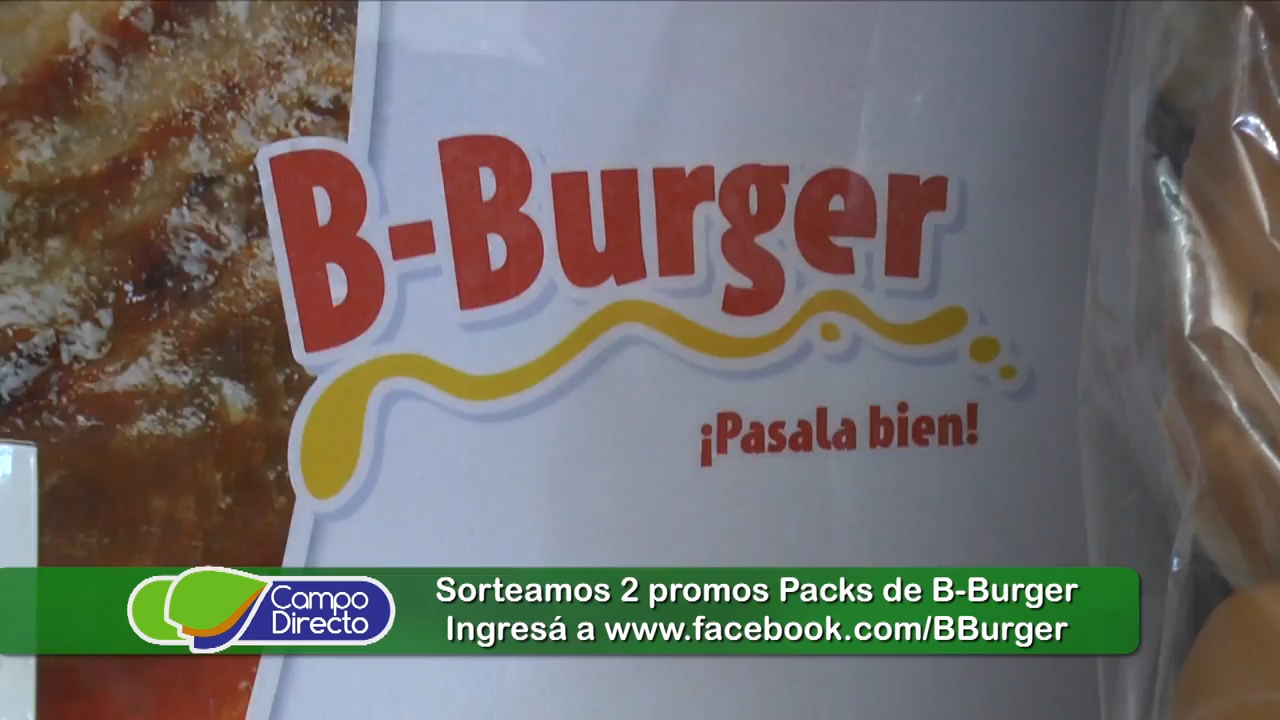 B-Burger
¡Pasala bien!
Campo
Directo
Sorteamos 2 promos Packs de B-Burger
Ingresá a www.facebook.com/BBurger